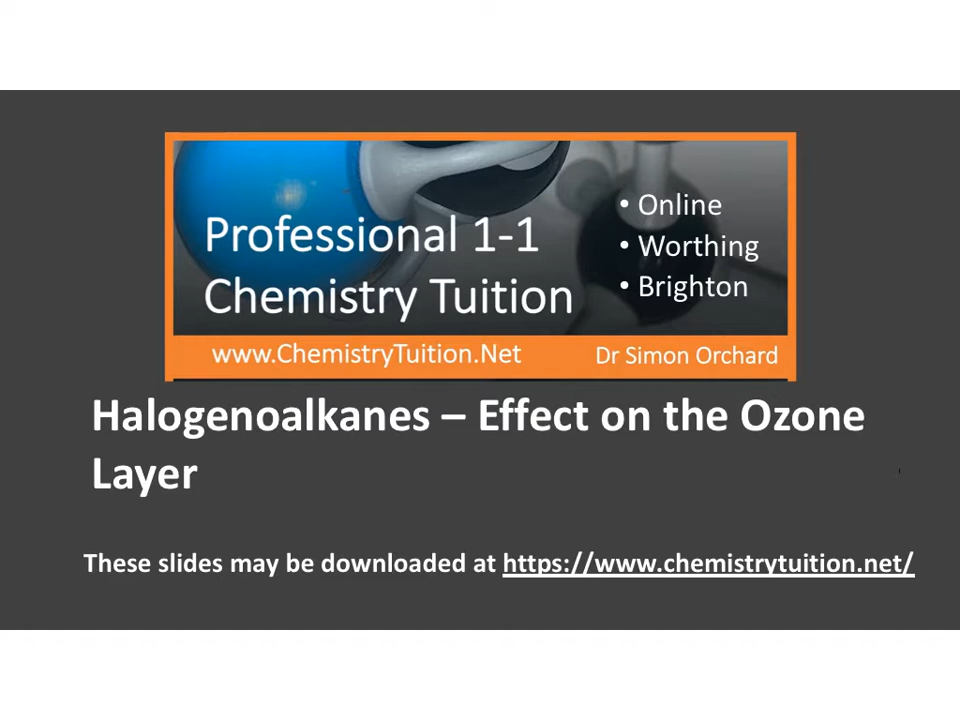 Professional 1-1
Chemistry Tuition
• Online
• Worthing
• Brighton
www.ChemistryTuition.Net
Dr Simon Orchard
Halogenoalkanes – Effect on the Ozone
Layer
These slides may be downloaded at https://www.chemistrytuition.net/